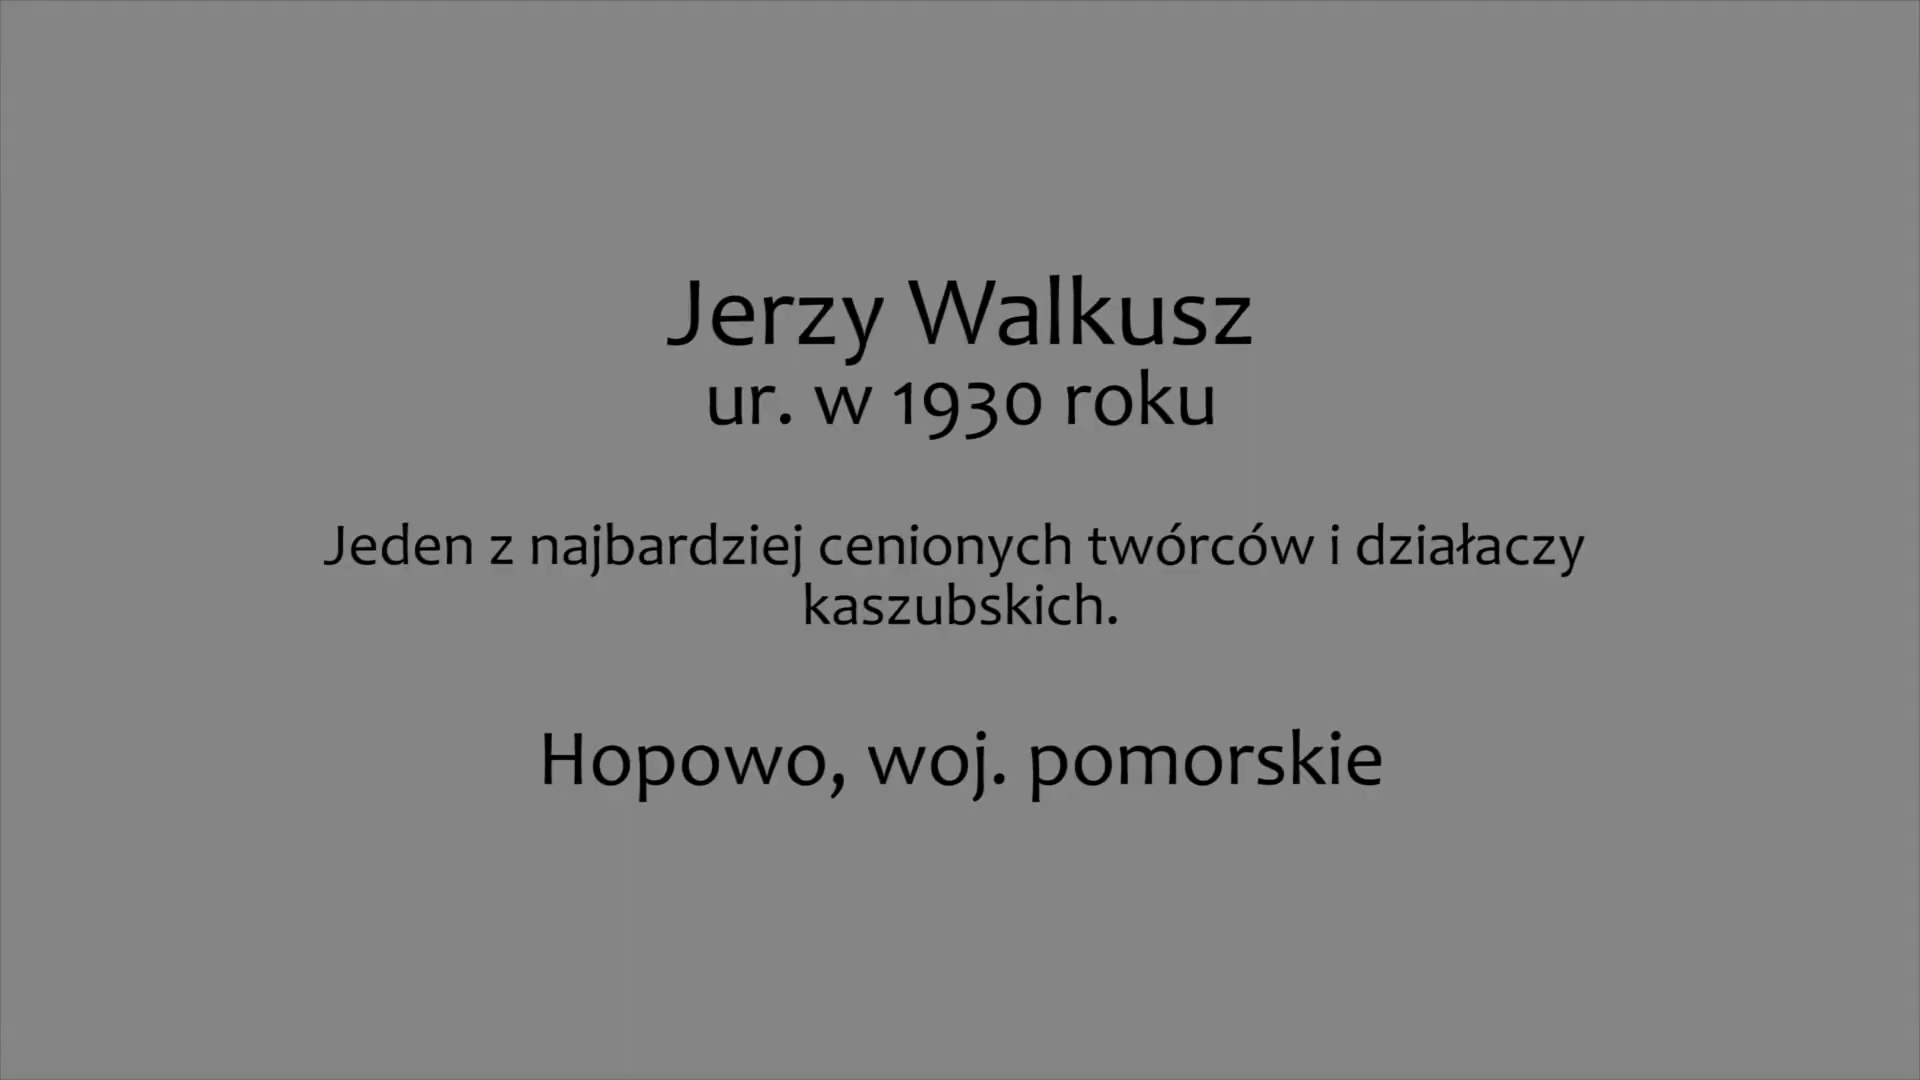 Jerzy Walkusz
ur. w 1930 roku
Jeden z najbardziej cenionych twórców i działaczy
kaszubskich.
Hopowo, woj. pomorskie